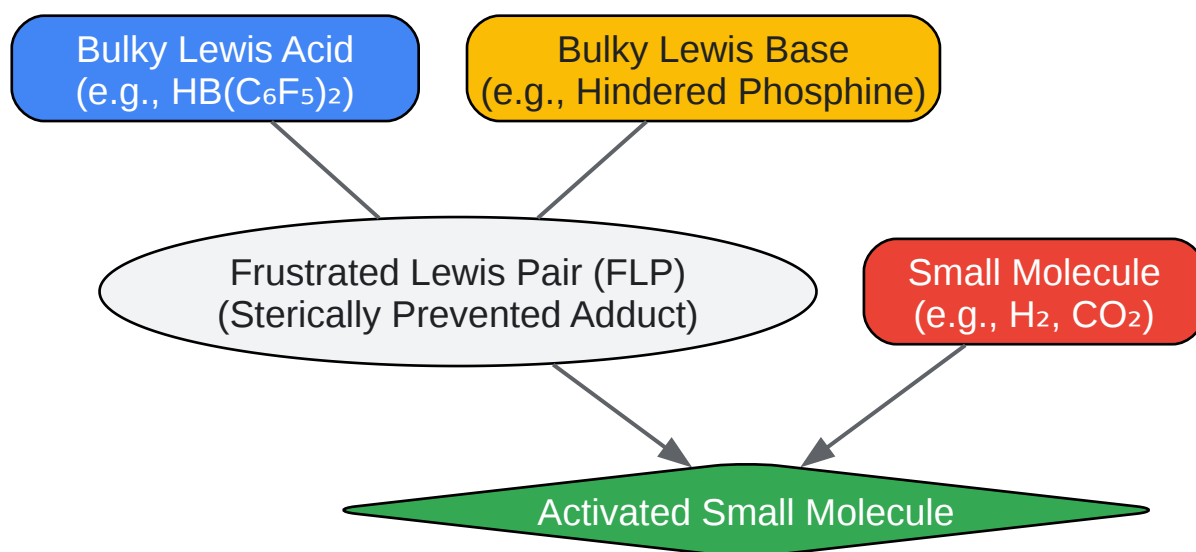 Bulky Lewis Acid
(e.g., HB(C₆F₅)₂)
Bulky Lewis Base
(e.g., Hindered Phosphine)
Frustrated Lewis Pair (FLP)
(Sterically Prevented Adduct)
Small Molecule
(e.g., H₂, CO₂)
Activated Small Molecule